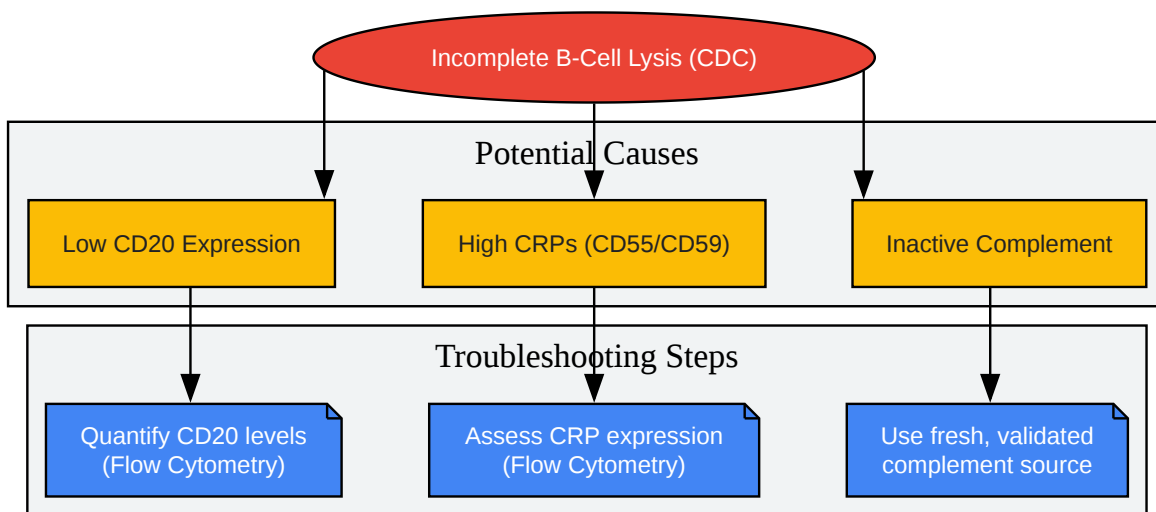 Incomplete B-Cell Lysis (CDC)
Potential Causes
Low CD20 Expression
High CRPs (CD55/CD59)
Inactive Complement
Troubleshooting Steps
Quantify CD20 levels
(Flow Cytometry)
Assess CRP expression
(Flow Cytometry)
Use fresh, validated
complement source